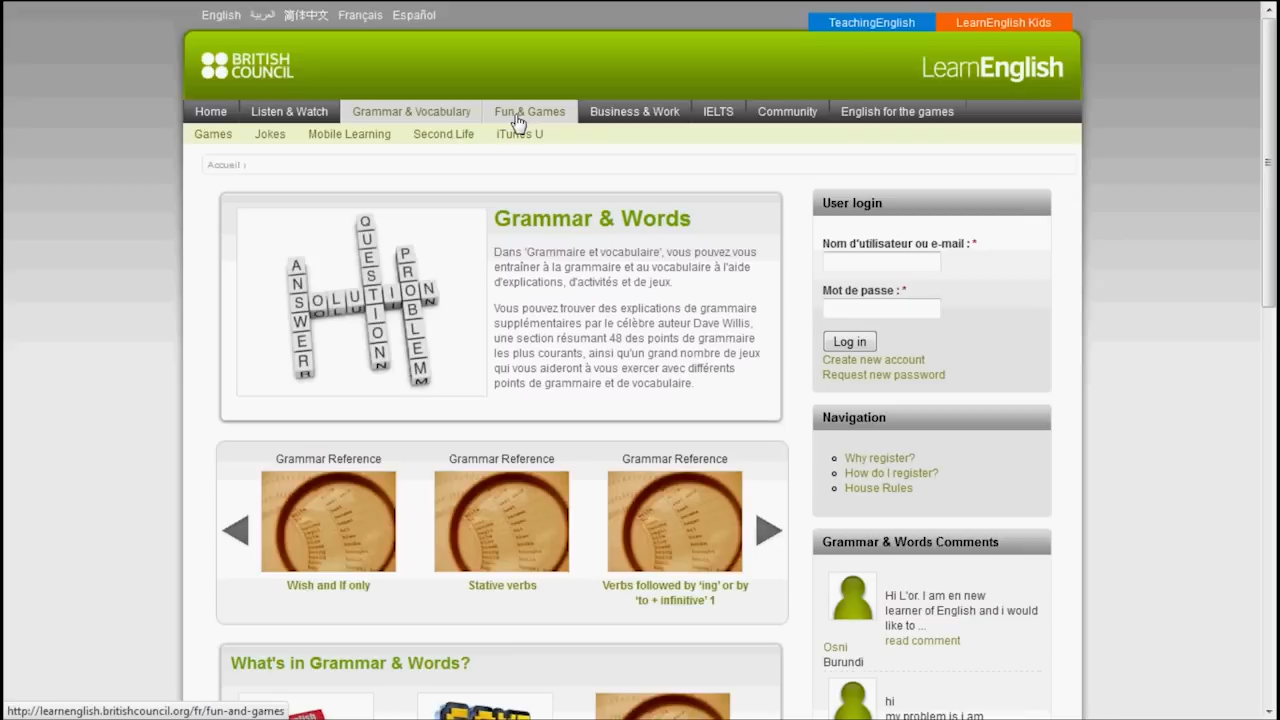 English العربية 简体中文 Français Español
TeachingEnglish LearnEnglish Kids
BRITISH
COUNCIL
LearnEnglish
Home Listen & Watch Grammar & Vocabulary Fun & Games Business & Work IELTS Community English for the games
Games Jokes Mobile Learning Second Life iTunes U
Accueil ›
QUESTION
ANSWER
PROBLEM
SOLUTION
Grammar & Words
Dans 'Grammaire et vocabulaire', vous pouvez vous
entraîner à la grammaire et au vocabulaire à l'aide
d'explications, d'activités et de jeux.
Vous pouvez trouver des explications de grammaire
supplémentaires par le célèbre auteur Dave Willis,
une section résumant 48 des points de grammaire
les plus courants, ainsi qu'un grand nombre de jeux
qui vous aideront à vous exercer avec différents
points de grammaire et de vocabulaire.
Grammar Reference Grammar Reference Grammar Reference
Wish and If only Stative verbs Verbs followed by 'ing' or by
'to + infinitive' 1
What's in Grammar & Words?
User login
Nom d'utilisateur ou e-mail : *
Mot de passe : *
Log in
Create new account
Request new password
Navigation
Why register?
How do I register?
House Rules
Grammar & Words Comments
Hi L'or. I am en new
learner of English and i would
like to ...
read comment
Osni
Burundi
hi
my problem is i am
http://learnenglish.britishcouncil.org/fr/fun-and-games